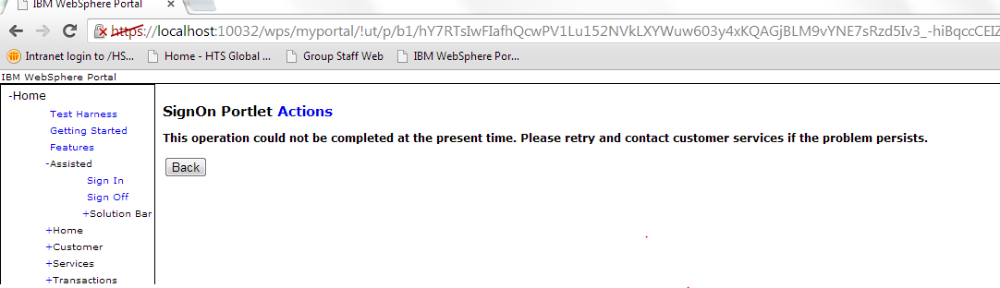 IBM WebSphere Portal
https://localhost:10032/wps/myportal/!ut/p/b1/hY7RTsIwFIafhQcwPV1Lu152NVkLXYWuw603y4xKQAGjBLM9vYNE7sRzd5Iv3_-hiBqccCEIZ
Intranet login to /HS... Home - HTS Global ... Group Staff Web IBM WebSphere Por...
IBM WebSphere Portal
-Home
Test Harness
Getting Started
Features
-Assisted
Sign In
Sign Off
+Solution Bar
+Home
+Customer
+Services
+Transactions
SignOn Portlet Actions
This operation could not be completed at the present time. Please retry and contact customer services if the problem persists.
Back